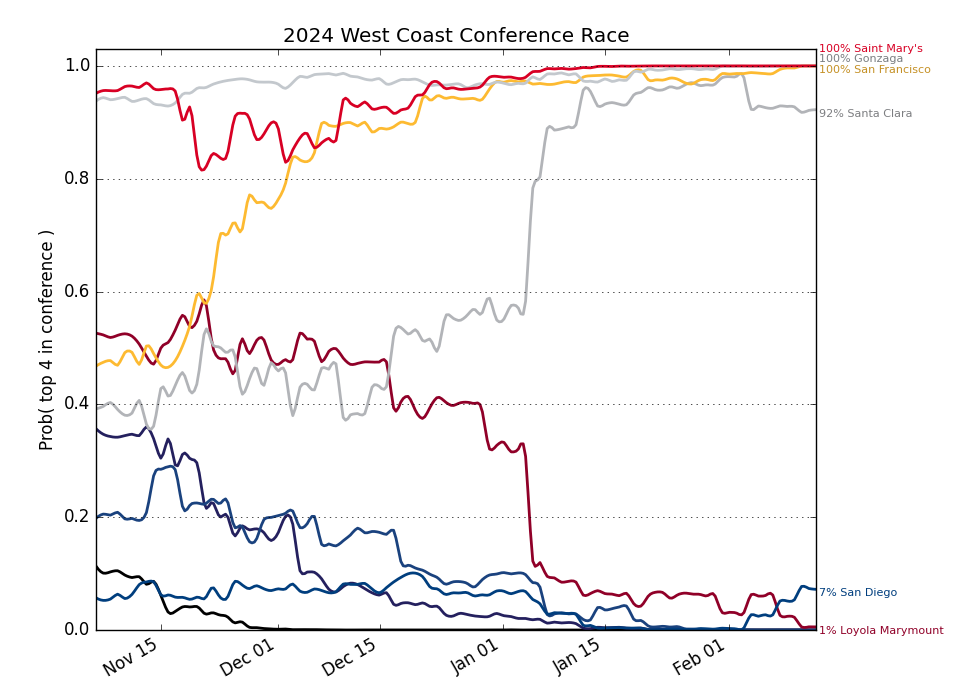 2024 West Coast Conference Race
100% Saint Mary's
100% Gonzaga
100% San Francisco
92% Santa Clara
7% San Diego
1% Loyola Marymount
Prob( top 4 in conference )
1.0
0.8
0.6
0.4
0.2
0.0
Nov 15
Dec 01
Dec 15
Jan 01
Jan 15
Feb 01